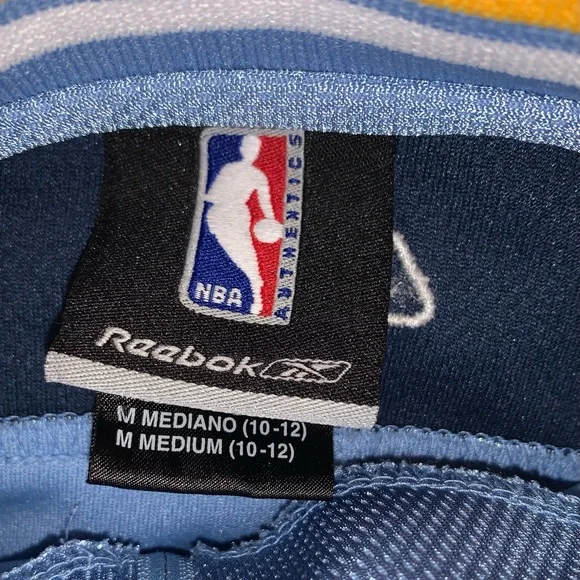 NBA
AUTHENTICS
Reebok
M MEDIANO (10-12)
M MEDIUM (10-12)